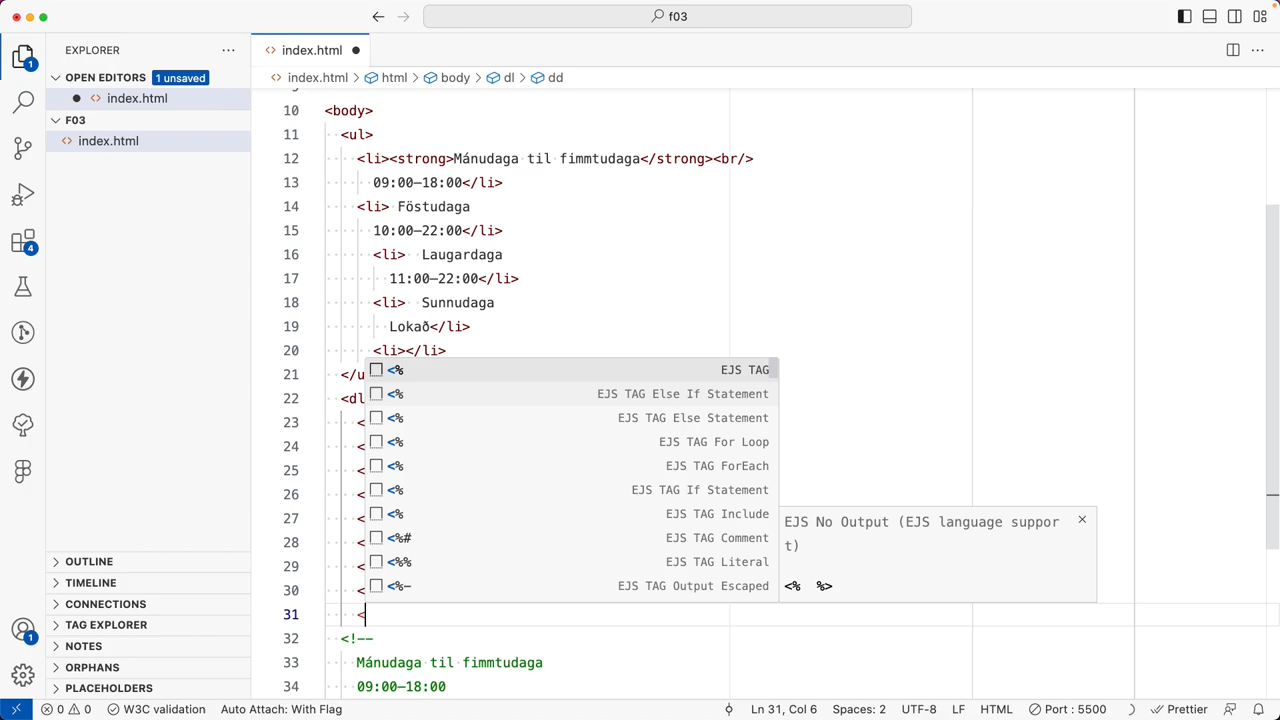 f03
EXPLORER
OPEN EDITORS 1 unsaved
index.html
F03
index.html
OUTLINE
TIMELINE
CONNECTIONS
TAG EXPLORER
NOTES
ORPHANS
PLACEHOLDERS
1
4
1
index.html
index.html > html > body > dl > dd
9
10 <body>
11 <ul>
12 <li><strong>Mánudaga til fimmtudaga</strong><br/>
13 09:00–18:00</li>
14 <li> Föstudaga
15 10:00–22:00</li>
16 <li> Laugardaga
17 11:00–22:00</li>
18 <li> Sunnudaga
19 Lokað</li>
20 <li></li>
21 </u
22 <dl
23 <
24 <
25 <
26 <
27 <
28 <
29 <
30 <
31 <
32 <!--
33 Mánudaga til fimmtudaga
34 09:00–18:00
<% EJS TAG
<% EJS TAG Else If Statement
<% EJS TAG Else Statement
<% EJS TAG For Loop
<% EJS TAG ForEach
<% EJS TAG If Statement
<% EJS TAG Include
<%# EJS TAG Comment
<%% EJS TAG Literal
<%- EJS TAG Output Escaped
EJS No Output (EJS language suppor
t)
<% %>
0 0 W3C validation Auto Attach: With Flag Ln 31, Col 6 Spaces: 2 UTF-8 LF HTML Port : 5500 Prettier